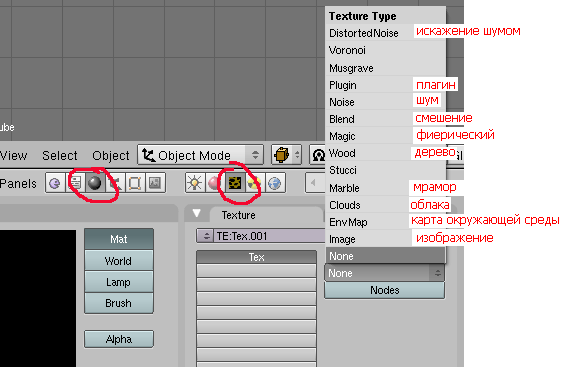 Texture Type
DistortedNoise искажение шумом
Voronoi
Musgrave
Plugin плагин
Noise шум
Blend смешение
Magic фиерический
Wood дерево
Stucci
Marble мрамор
Clouds облака
EnvMap карта окружающей среды
Image изображение
None
None
Nodes
ube
View Select Object Object Mode
Panels
Texture
TE:Tex.001
Tex
Mat
World
Lamp
Brush
Alpha